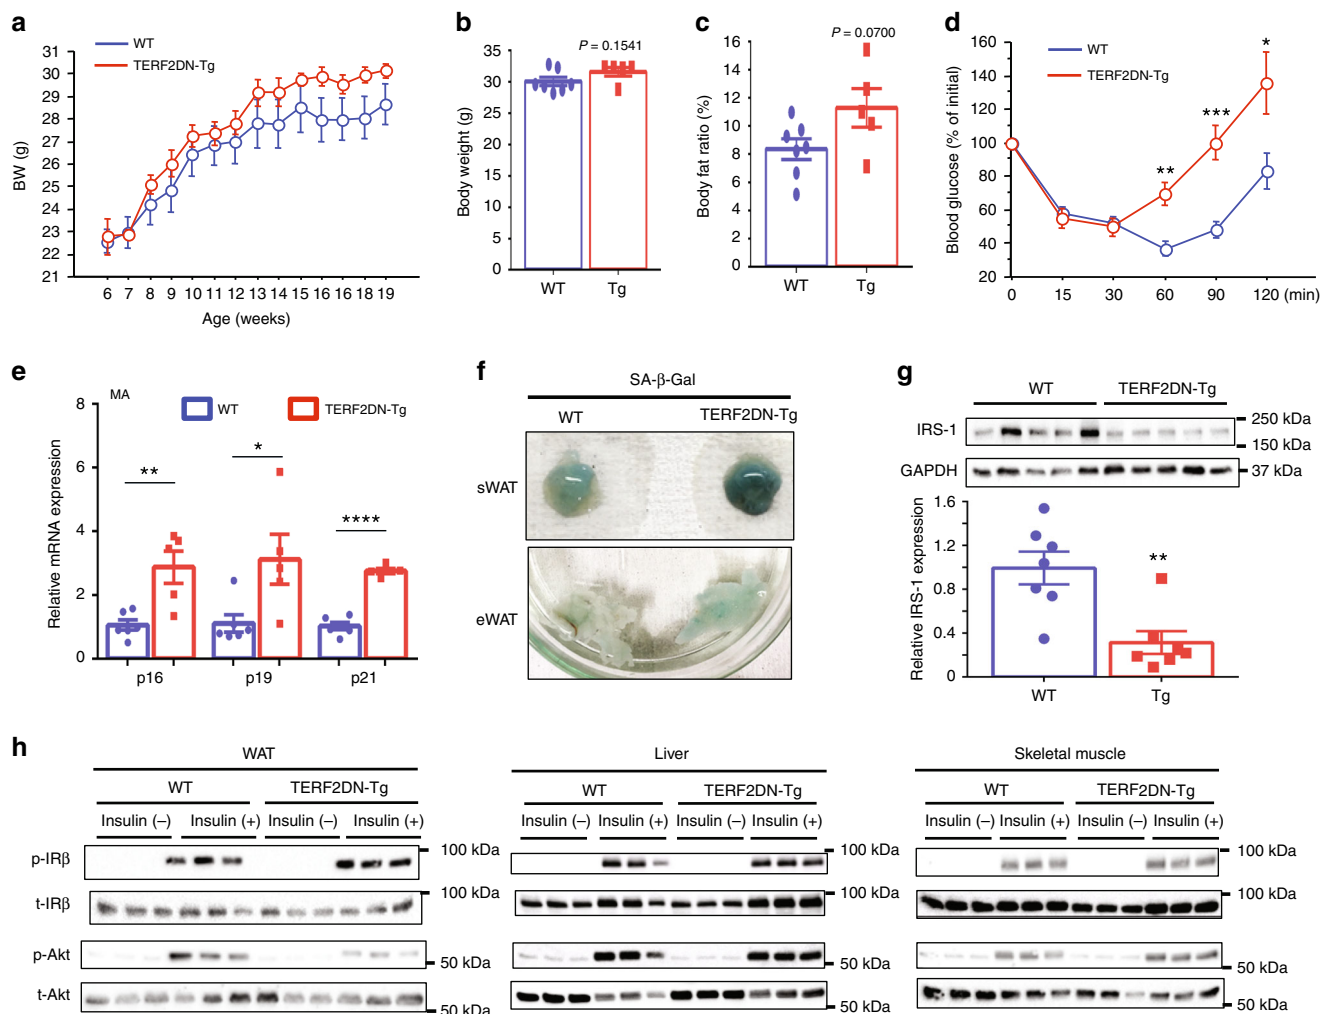 a
WT
TERF2DN-Tg
31
30
29
28
27
26
25
24
23
22
21
BW (g)
6 7 8 9 10 11 12 13 14 15 16 16 18 19
Age (weeks)
b
P = 0.1541
35
30
25
20
15
10
5
0
Body weight (g)
WT Tg
c
P = 0.0700
16
14
12
10
8
6
4
2
0
Body fat ratio (%)
WT Tg
d
WT
TERF2DN-Tg
160
140
120
100
80
60
40
20
Blood glucose (% of initial)
*
***
**
0 15 30 60 90 120 (min)
e
MA
WT
TERF2DN-Tg
8
6
4
2
0
Relative mRNA expression
**
*
****
p16 p19 p21
f
SA-β-Gal
WT TERF2DN-Tg
sWAT
eWAT
g
WT TERF2DN-Tg
IRS-1
250 kDa
150 kDa
GAPDH
37 kDa
1.6
1.2
0.8
0.4
0
Relative IRS-1 expression
**
WT Tg
h
WAT
WT TERF2DN-Tg
Insulin (–) Insulin (+) Insulin (–) Insulin (+)
p-IRβ
100 kDa
t-IRβ
100 kDa
p-Akt
50 kDa
t-Akt
50 kDa
Liver
WT TERF2DN-Tg
Insulin (–) Insulin (+) Insulin (–) Insulin (+)
100 kDa
100 kDa
50 kDa
50 kDa
Skeletal muscle
WT TERF2DN-Tg
Insulin (–) Insulin (+) Insulin (–) Insulin (+)
100 kDa
100 kDa
50 kDa
50 kDa